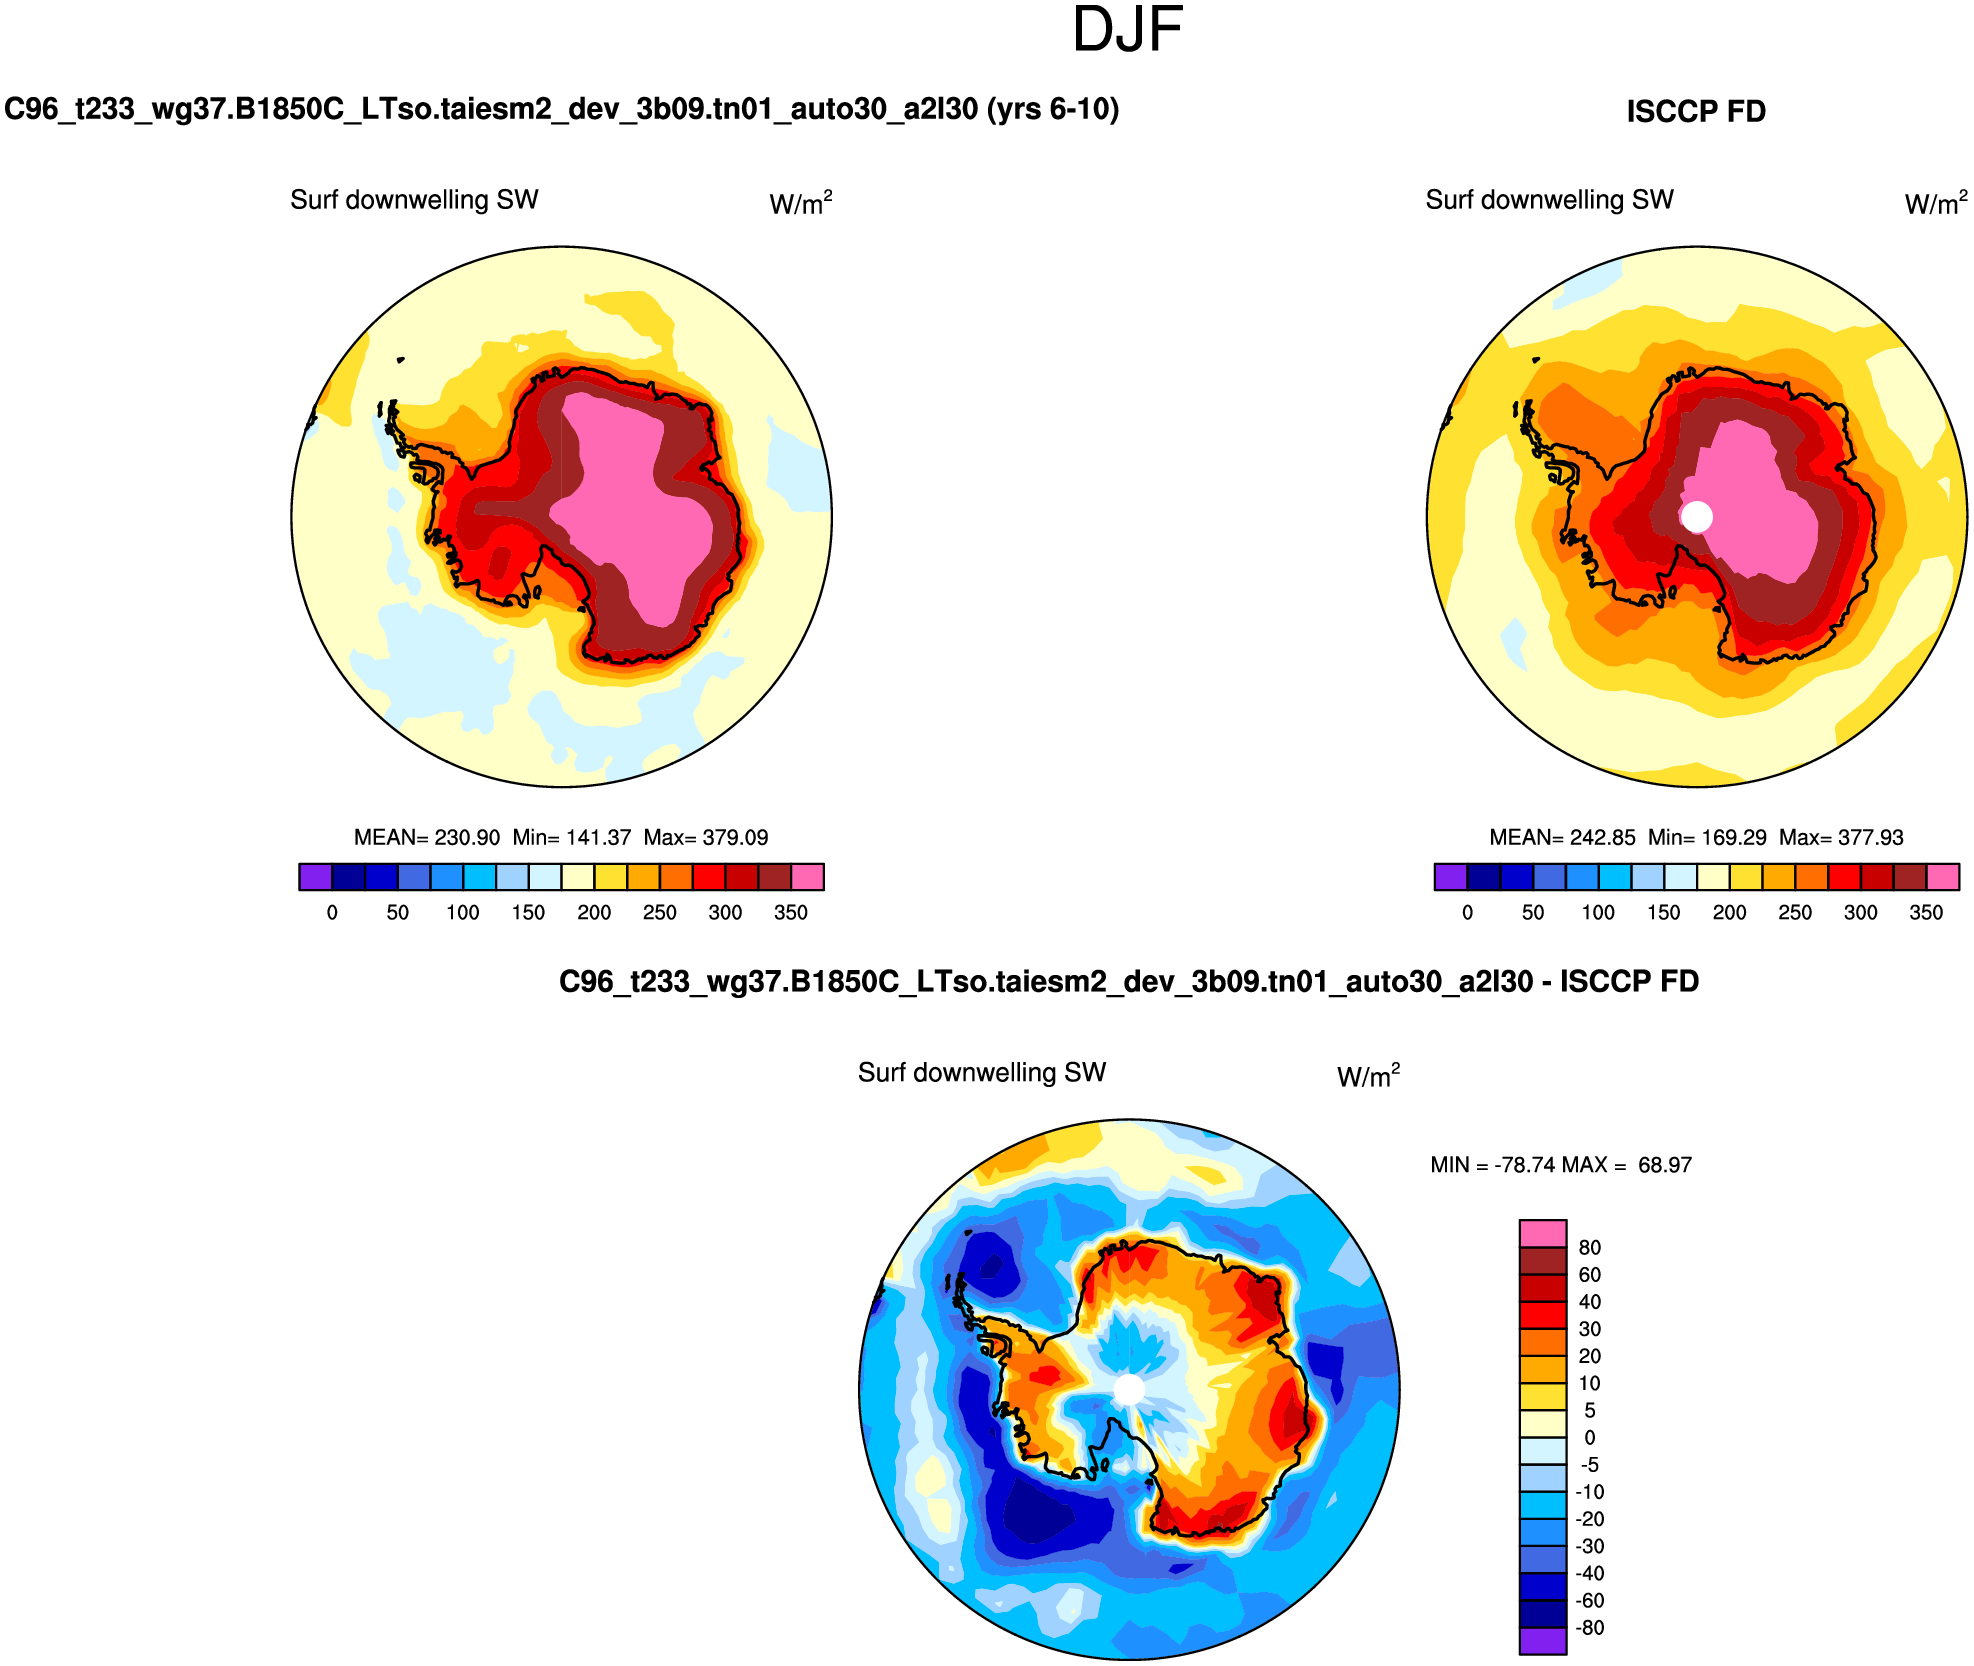 DJF
C96_t233_wg37.B1850C_LTso.taiesm2_dev_3b09.tn01_auto30_a2l30 (yrs 6-10)
ISCCP FD
Surf downwelling SW W/m²
Surf downwelling SW W/m²
MEAN= 230.90 Min= 141.37 Max= 379.09
0 50 100 150 200 250 300 350
MEAN= 242.85 Min= 169.29 Max= 377.93
0 50 100 150 200 250 300 350
C96_t233_wg37.B1850C_LTso.taiesm2_dev_3b09.tn01_auto30_a2l30 - ISCCP FD
Surf downwelling SW W/m²
MIN = -78.74 MAX = 68.97
80
60
40
30
20
10
5
0
-5
-10
-20
-30
-40
-60
-80